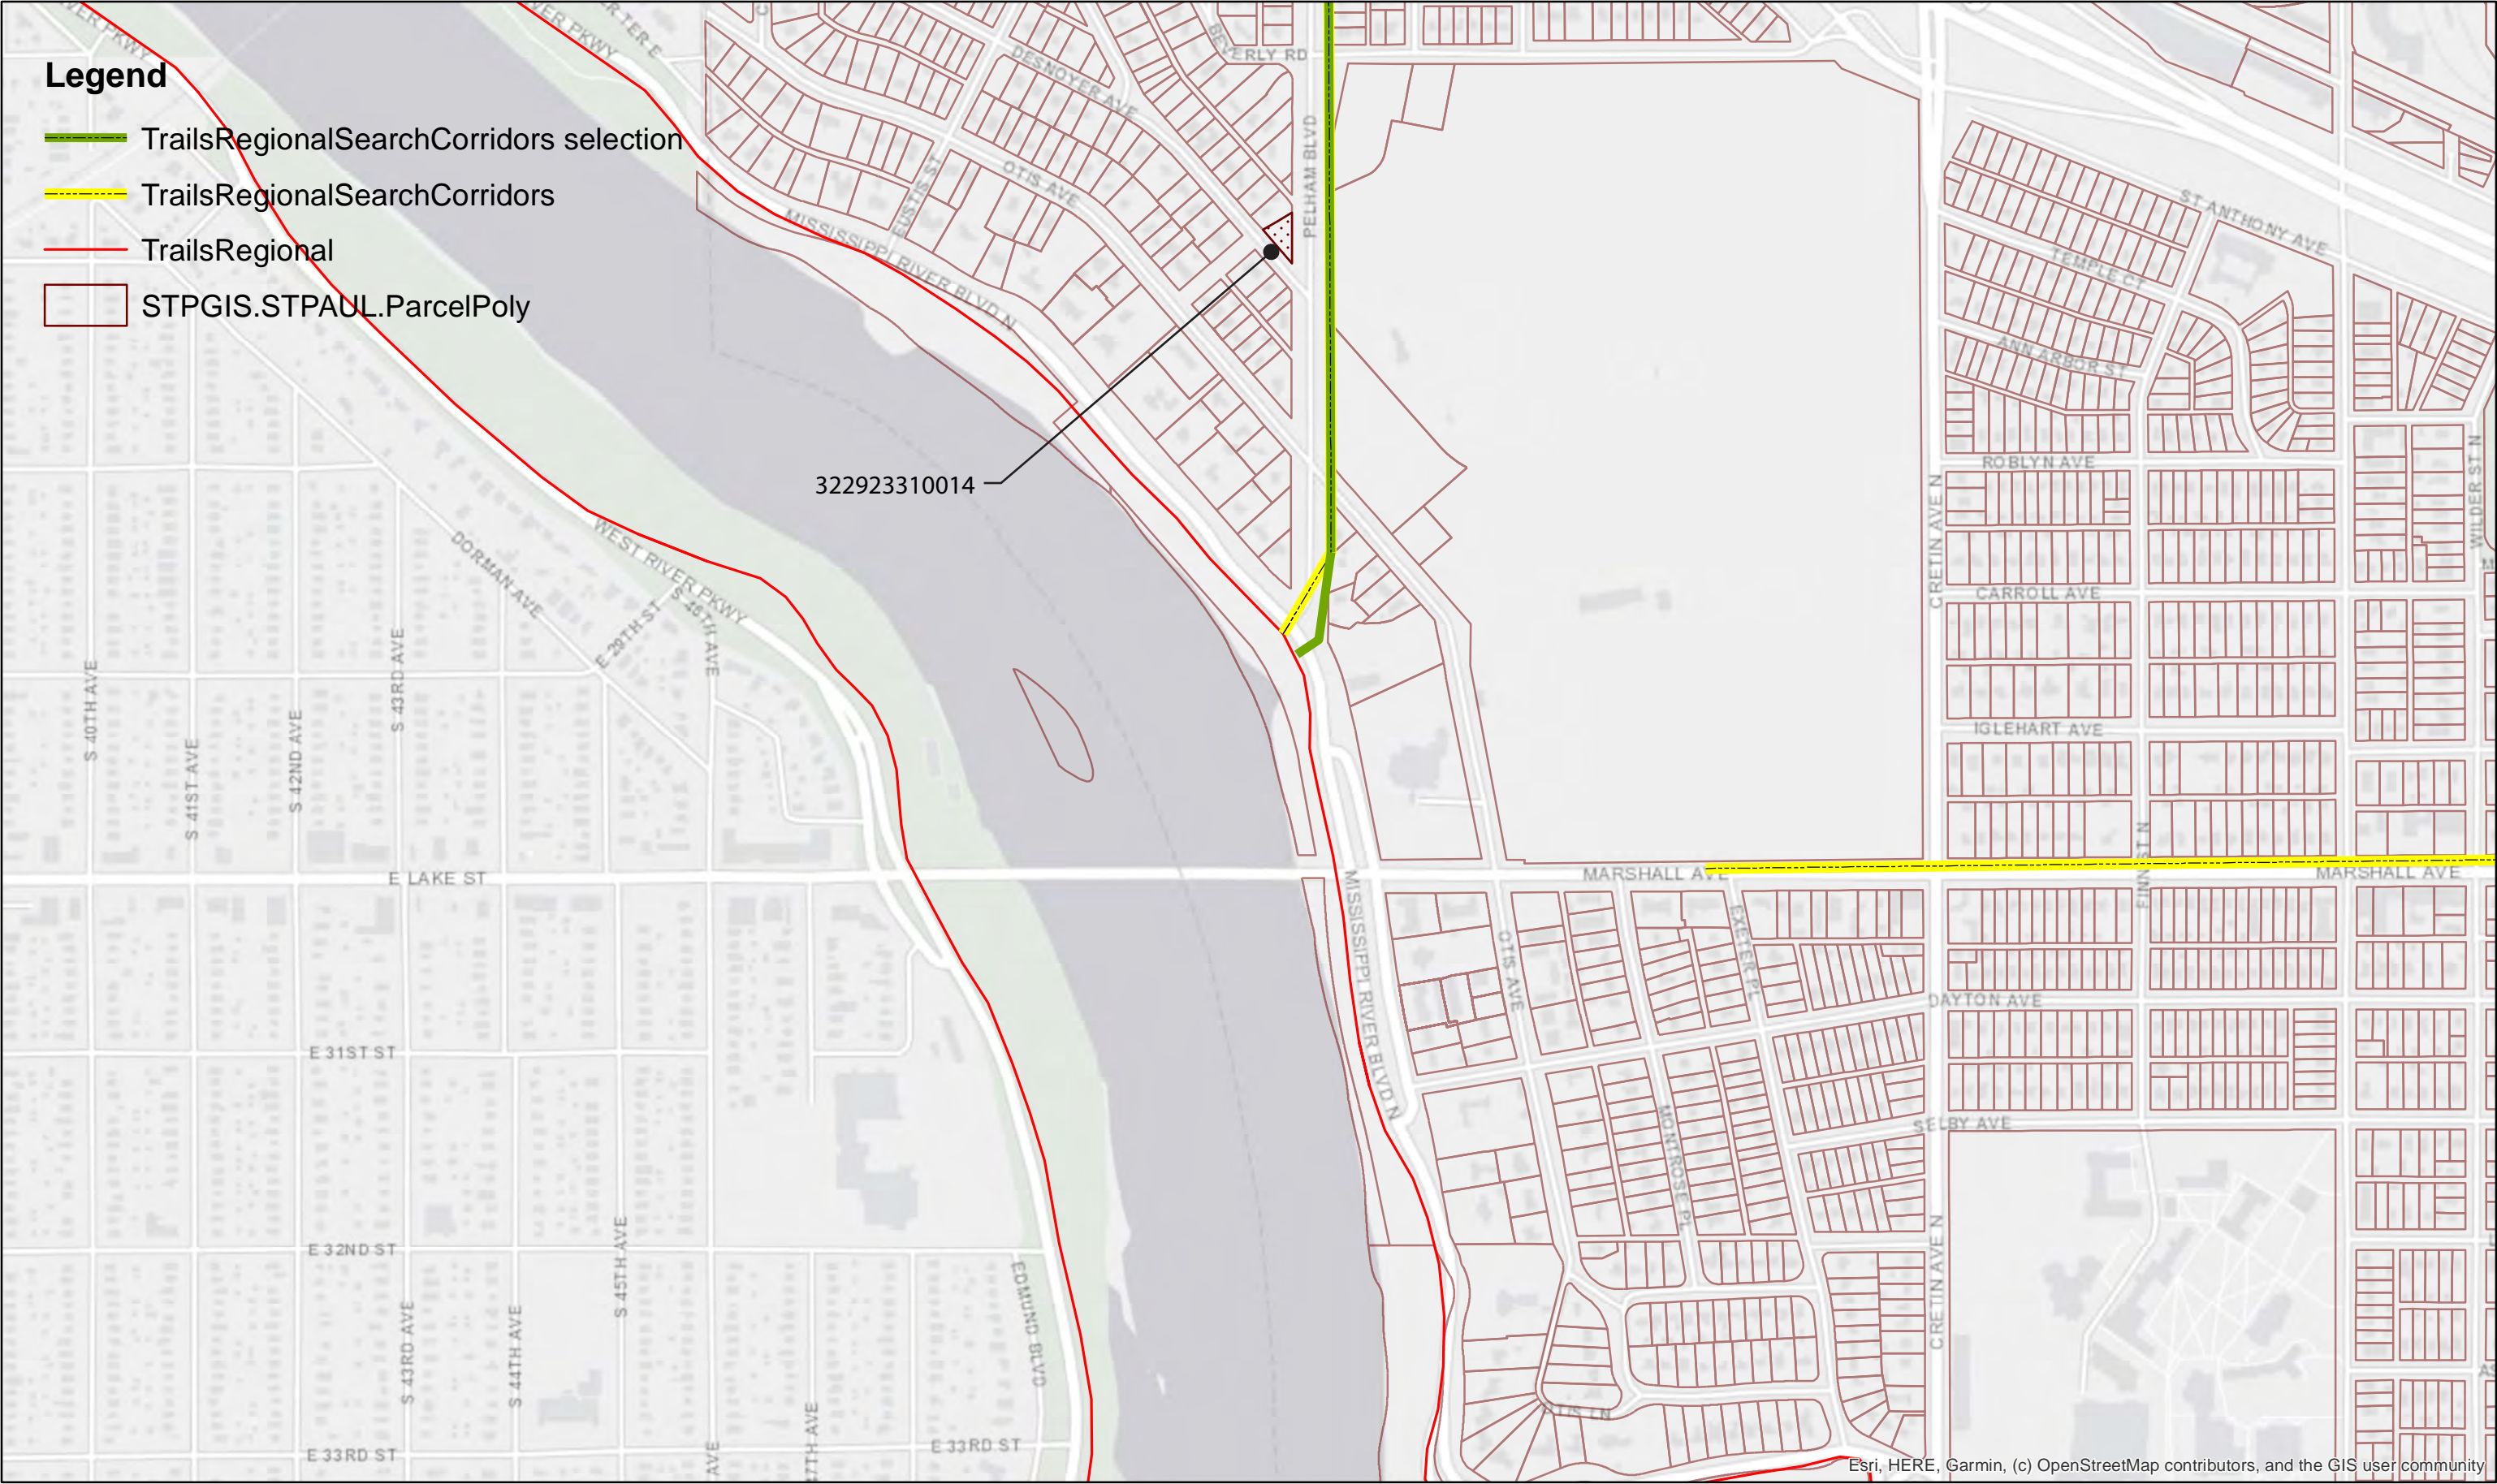 Legend
TrailsRegionalSearchCorridors selection
TrailsRegionalSearchCorridors
TrailsRegional
STPGIS.STPAUL.ParcelPoly
322923310014
BEVERLY RD
DESNOYER AVE
OTIS AVE
EUSTIS ST
PELHAM BLVD
MISSISSIPPI RIVER BLVD N
ST ANTHONY AVE
TEMPLE CT
ANN ARBOR ST
ROBLYN AVE
WILDER ST N
CRETIN AVE N
CARROLL AVE
IGLEHART AVE
WEST RIVER PKWY
DORMAN AVE
E 29TH ST
S 46TH AVE
S 40TH AVE
S 41ST AVE
S 42ND AVE
S 43RD AVE
E LAKE ST
MARSHALL AVE
MARSHALL AVE
FINN ST N
MISSISSIPPI RIVER BLVD N
OTIS AVE
EXETER PL
DAYTON AVE
E 31ST ST
MONTROSE PL
SELBY AVE
E 32ND ST
S 45TH AVE
EDMUND BLVD
CRETIN AVE N
S 43RD AVE
S 44TH AVE
AVE
47TH AVE
OTIS LN
E 33RD ST
E 33RD ST
Esri, HERE, Garmin, (c) OpenStreetMap contributors, and the GIS user community